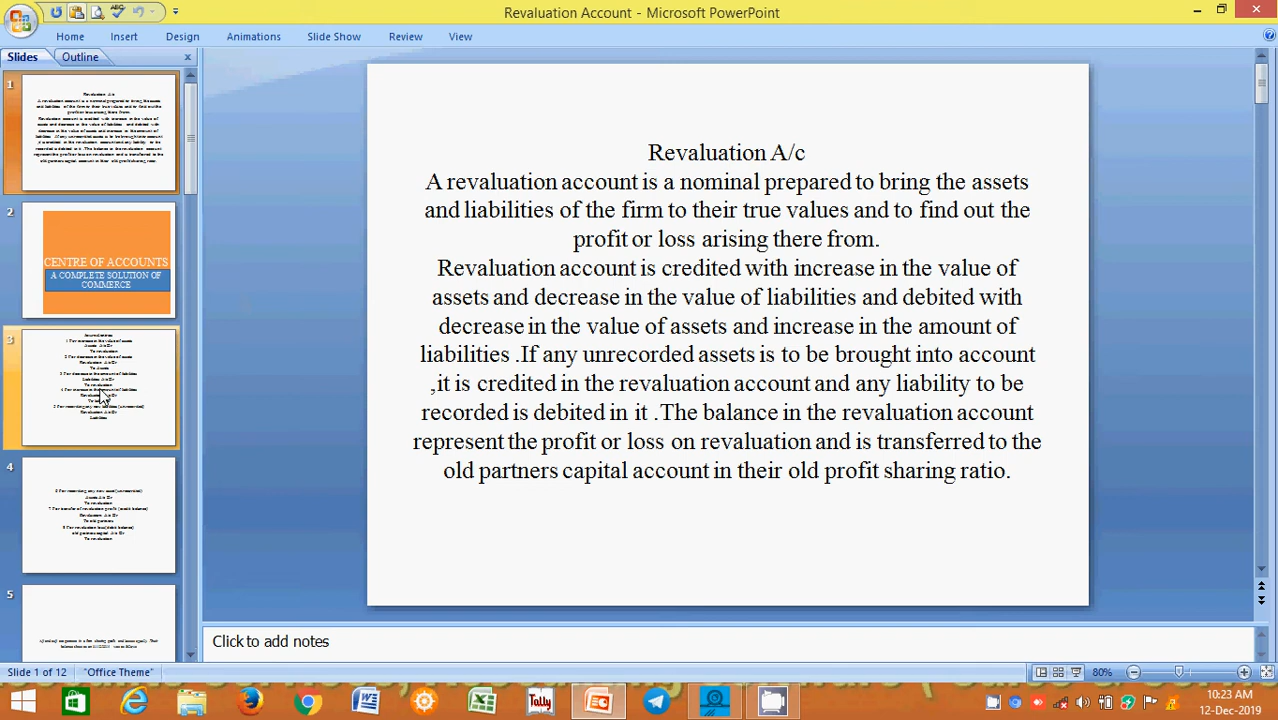 Revaluation Account - Microsoft PowerPoint
Home Insert Design Animations Slide Show Review View
Slides Outline
1
Revaluation A/c
A revaluation account is a nominal prepared to bring the assets
and liabilities of the firm to their true values and to find out the
profit or loss arising there from.
Revaluation account is credited with increase in the value of
assets and decrease in the value of liabilities and debited with
decrease in the value of assets and increase in the amount of
liabilities .If any unrecorded assets is to be brought into account
,it is credited in the revaluation account and any liability to be
recorded is debited in it .The balance in the revaluation account
represent the profit or loss on revaluation and is transferred to the
old partners capital account in their old profit sharing ratio.
2
CENTRE OF ACCOUNTS
A COMPLETE SOLUTION OF
COMMERCE
3
4
5
Click to add notes
Slide 1 of 12 "Office Theme" 80%
Tally
10:23 AM
12-Dec-2019